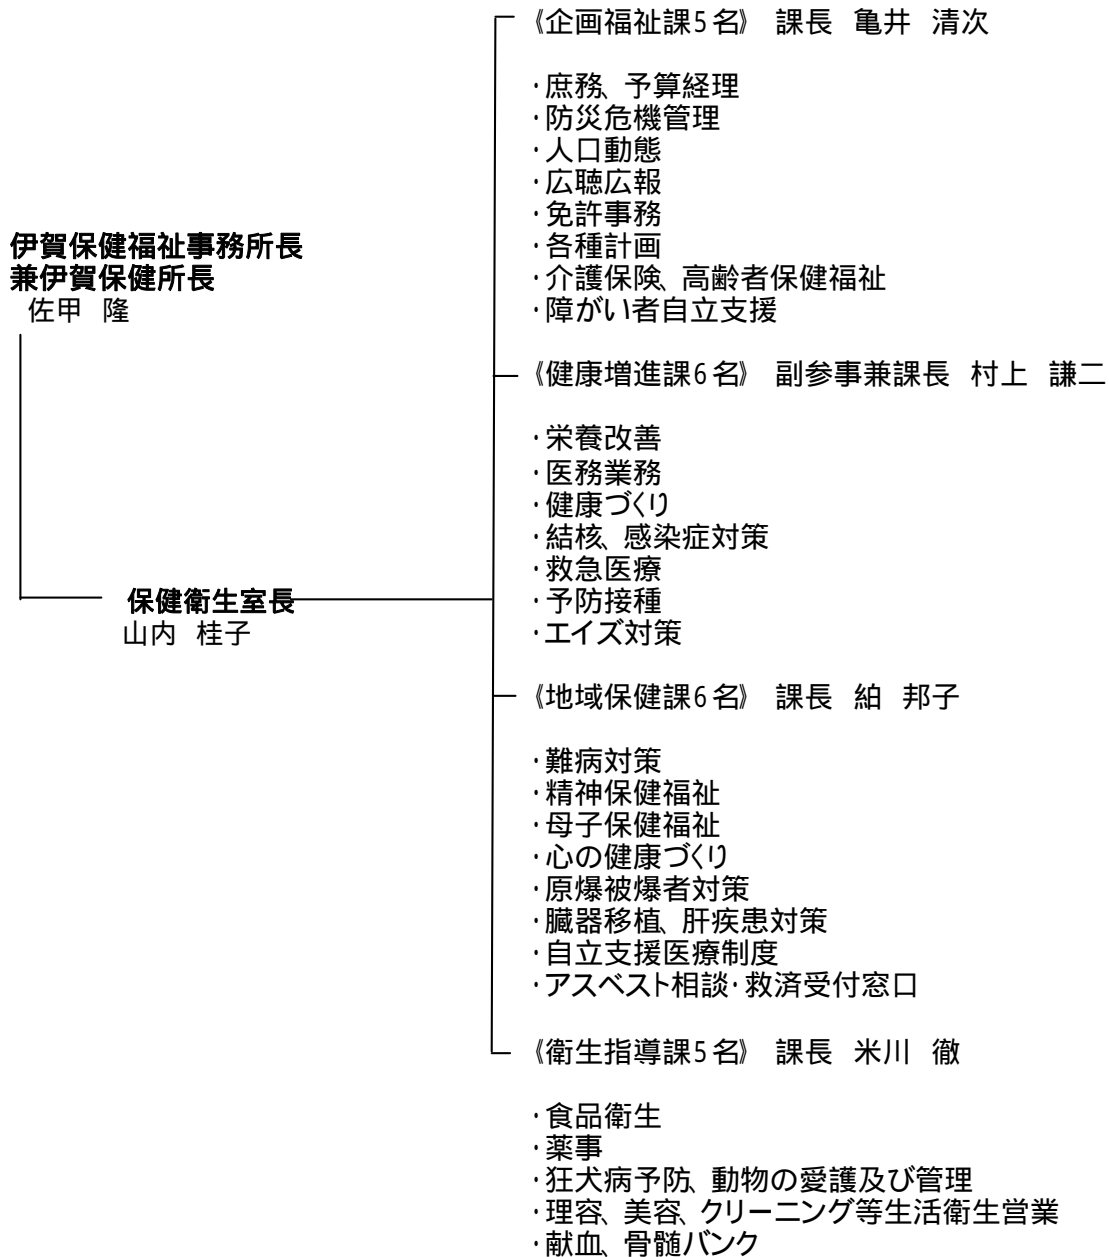 伊賀保健福祉事務所長
兼伊賀保健所長
佐甲 隆
保健衛生室長
山内 桂子
《企画福祉課5名》 課長 亀井 清次
・庶務、予算経理
・防災危機管理
・人口動態
・広聴広報
・免許事務
・各種計画
・介護保険、高齢者保健福祉
・障がい者自立支援
《健康増進課6名》 副参事兼課長 村上 謙二
・栄養改善
・医務業務
・健康づくり
・結核、感染症対策
・救急医療
・予防接種
・エイズ対策
《地域保健課6名》 課長 紿 邦子
・難病対策
・精神保健福祉
・母子保健福祉
・心の健康づくり
・原爆被爆者対策
・臓器移植、肝疾患対策
・自立支援医療制度
・アスベスト相談・救済受付窓口
《衛生指導課5名》 課長 米川 徹
・食品衛生
・薬事
・狂犬病予防、動物の愛護及び管理
・理容、美容、クリーニング等生活衛生営業
・献血、骨髄バンク